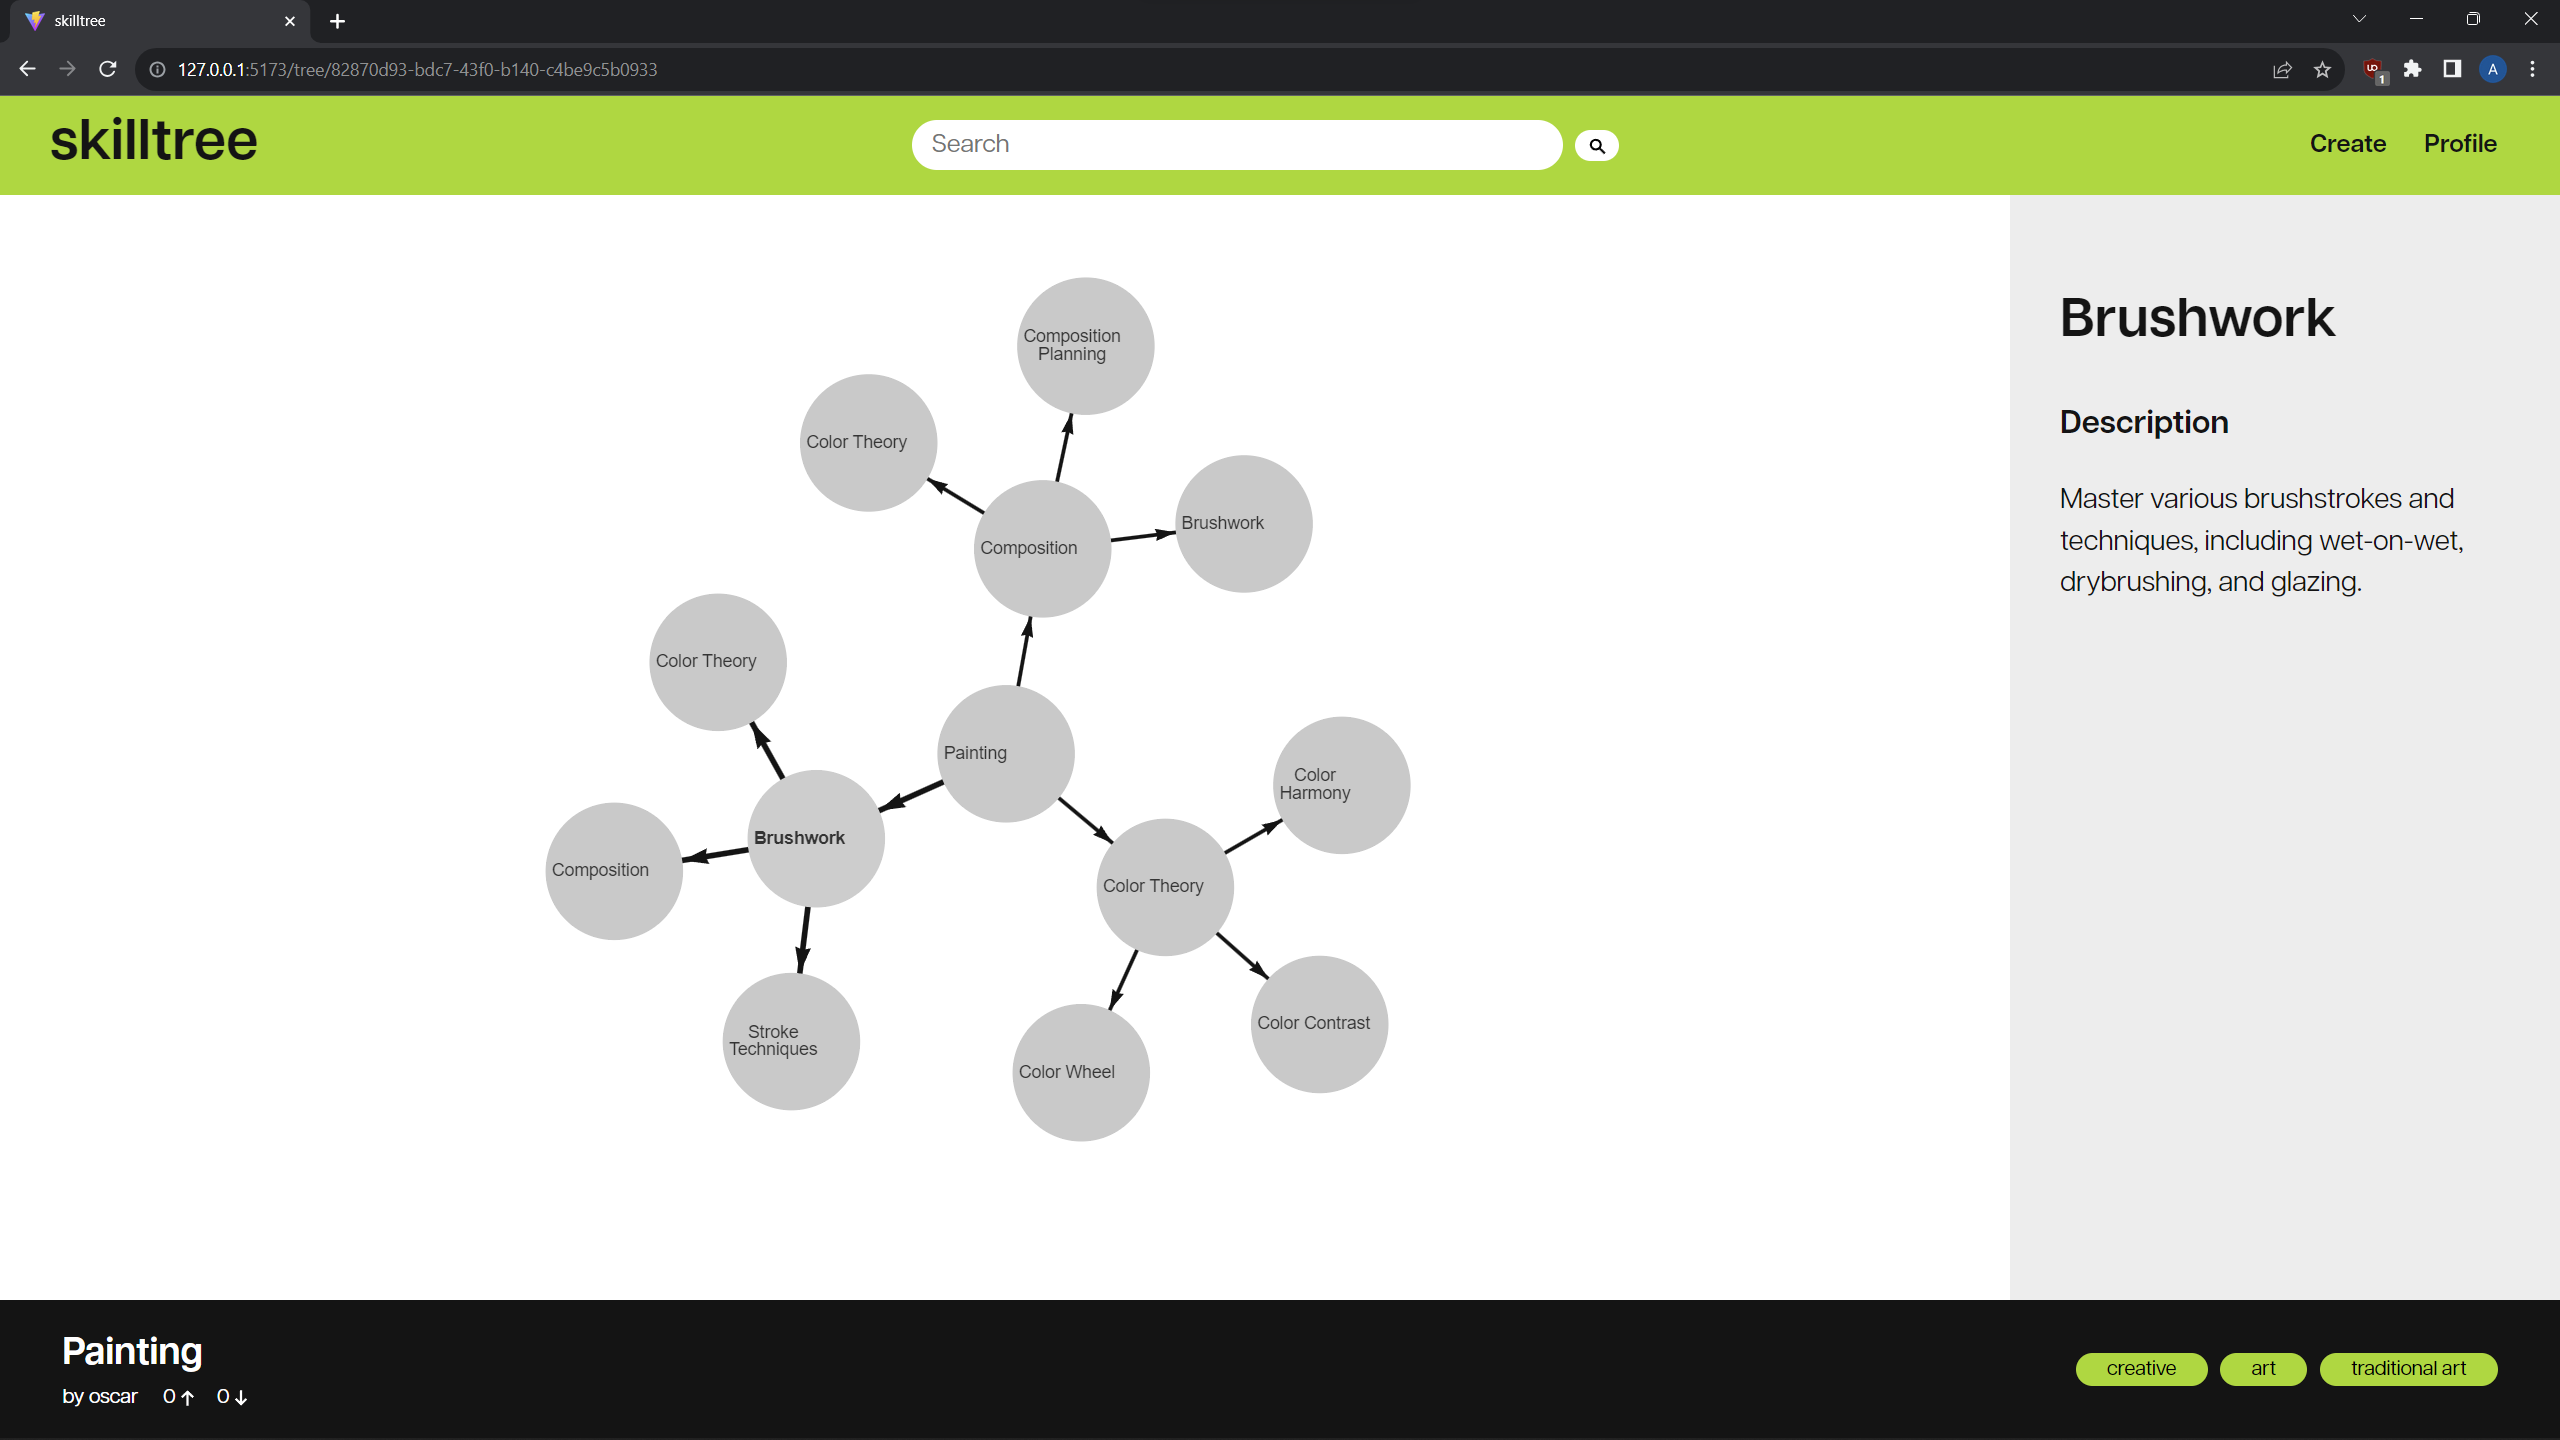 skilltree
127.0.0.1:5173/tree/82870d93-bdc7-43f0-b140-c4be9c5b0933
1
A
skilltree
Search
Create
Profile
Composition
Planning
Color Theory
Brushwork
Composition
Color Theory
Painting
Color
Harmony
Brushwork
Composition
Color Theory
Stroke
Techniques
Color Contrast
Color Wheel
Brushwork
Description
Master various brushstrokes and
techniques, including wet-on-wet,
drybrushing, and glazing.
Painting
by oscar 0 ↑ 0 ↓
creative
art
traditional art